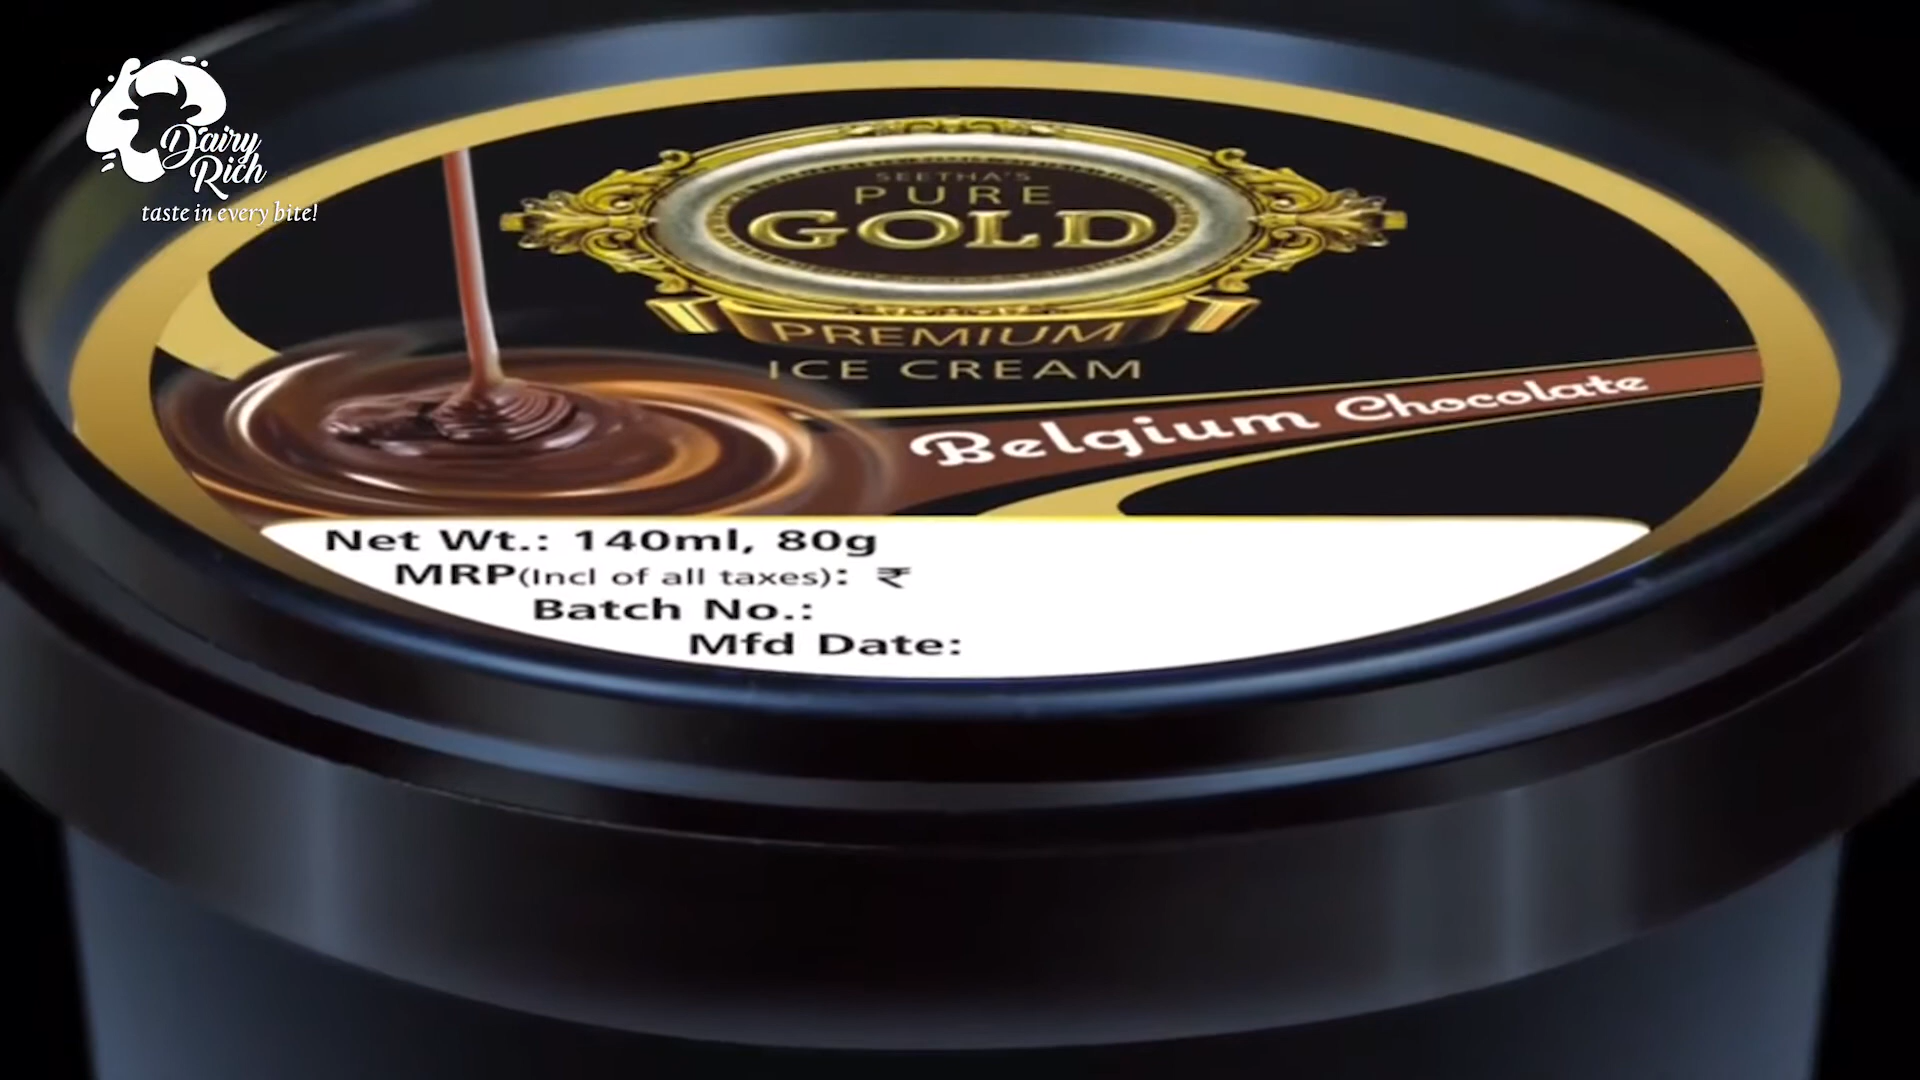 Dairy
Rich
taste in every bite!
SEETHA'S
PURE
GOLD
PREMIUM
ICE CREAM
Belgium Chocolate
Net Wt.: 140ml, 80g
MRP(Incl of all taxes): ₹
Batch No.:
Mfd Date: